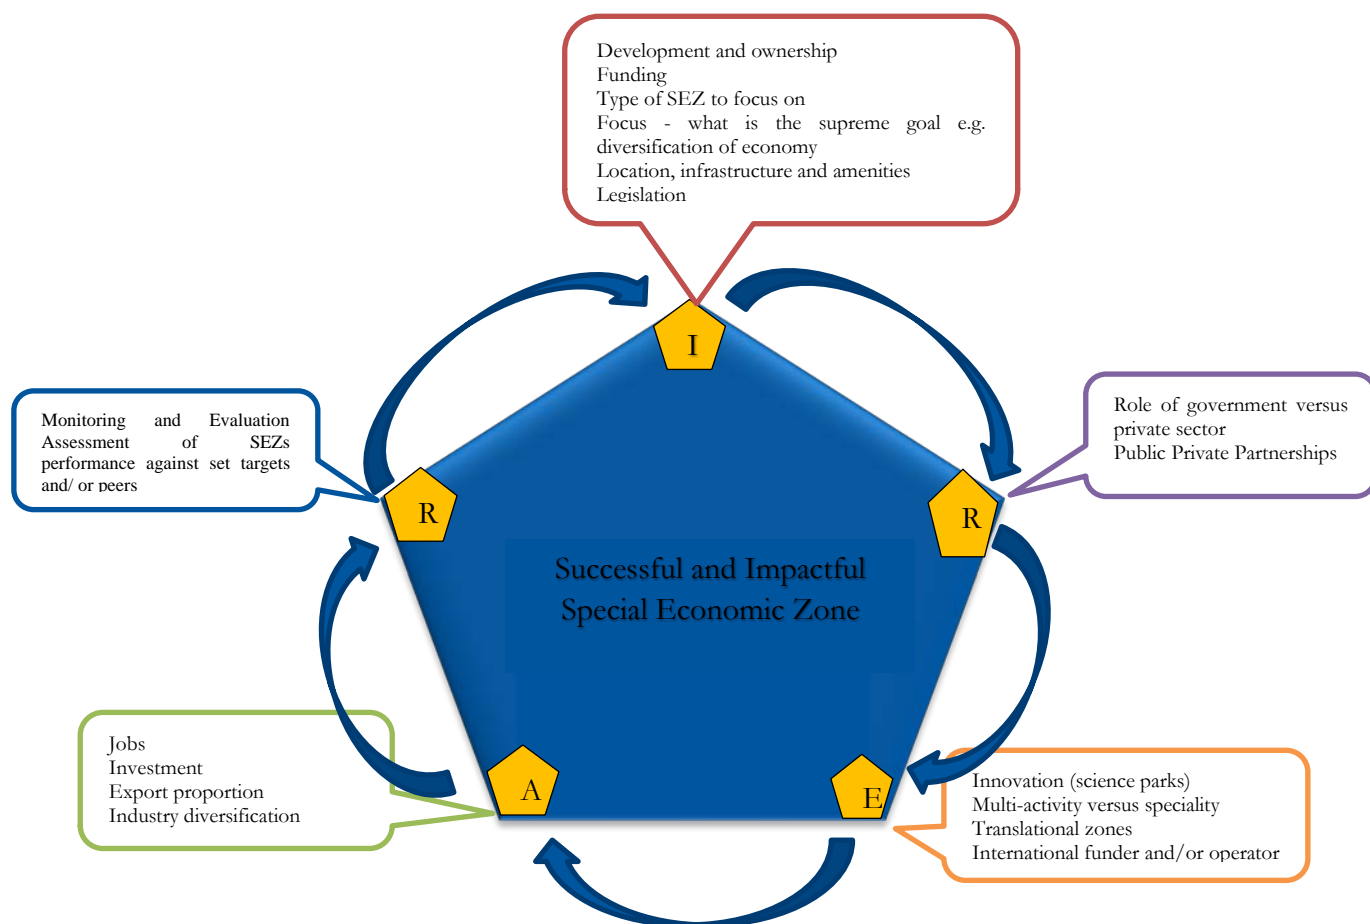 Development and ownership
Funding
Type of SEZ to focus on
Focus - what is the supreme goal e.g.
diversification of economy
Location, infrastructure and amenities
Legislation
I
Monitoring and Evaluation
Assessment of SEZs
performance against set targets
and/ or peers
Role of government versus
private sector
Public Private Partnerships
R
R
Successful and Impactful
Special Economic Zone
Jobs
Investment
Export proportion
Industry diversification
A
E
Innovation (science parks)
Multi-activity versus speciality
Translational zones
International funder and/or operator